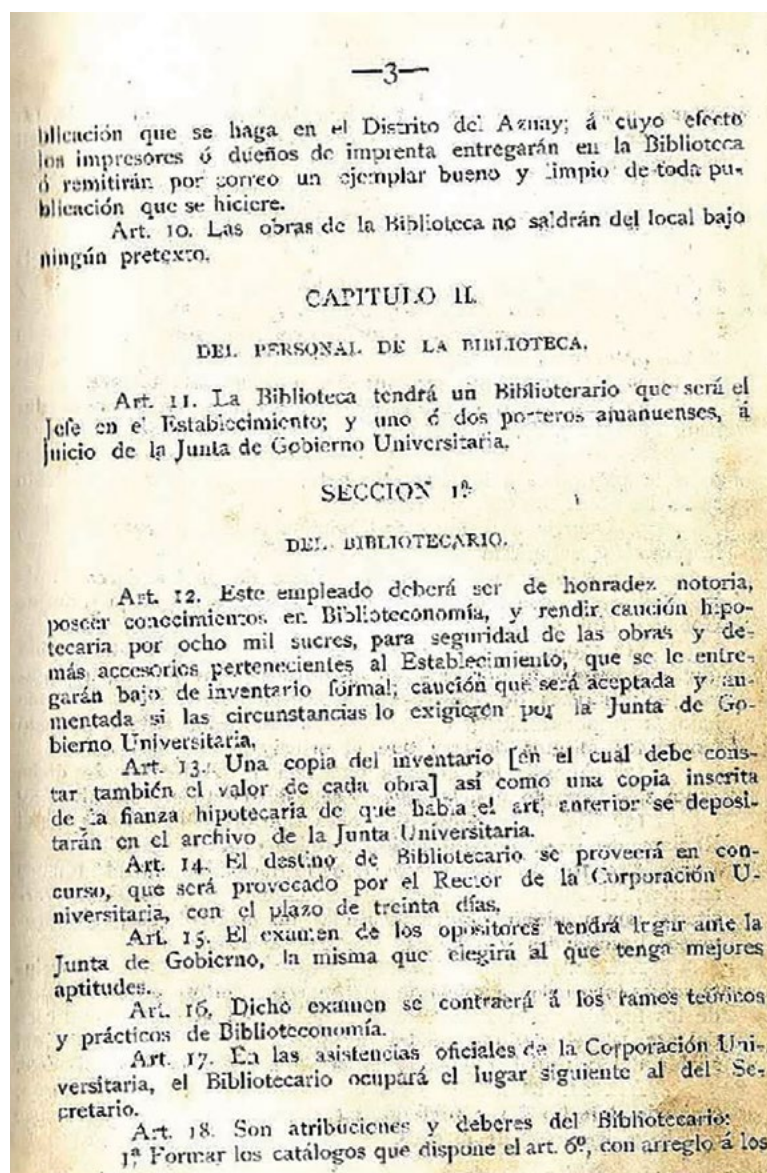 —3—
blicación que se haga en el Distrito del Azuay; á cuyo efecto
los impresores ó dueños de imprenta entregarán en la Biblioteca
ó remitirán por correo un ejemplar bueno y limpio de toda pu-
blicación que se hiciere.
Art. 10. Las obras de la Biblioteca no saldrán del local bajo
ningún pretexto.
CAPITULO II.
DEL PERSONAL DE LA BIBLIOTECA.
Art. 11. La Biblioteca tendrá un Biblioterario que será el
Jefe en el Establecimiento; y uno ó dos porteros amanuenses, á
juicio de la Junta de Gobierno Universitaria.
SECCION 1ª
DEL BIBLIOTECARIO.
Art. 12. Este empleado deberá ser de honradez notoria,
poseer conocimientos en Biblioteconomía, y rendir caución hipo-
tecaria por ocho mil sucres, para seguridad de las obras y de-
más accesorios pertenecientes al Establecimiento, que se le entre-
garán bajo de inventario formal; caución que será aceptada y au-
mentada si las circunstancias lo exigieren por la Junta de Go-
bierno Universitaria.
Art. 13. Una copia del inventario [en el cual debe cons-
tar también el valor de cada obra] así como una copia inscrita
de la fianza hipotecaria de que habla el art. anterior se deposi-
tarán en el archivo de la Junta Universitaria.
Art. 14. El destino de Bibliotecario se proveerá en con-
curso, que será provocado por el Rector de la Corporación U-
niversitaria, con el plazo de treinta días.
Art. 15. El examen de los opositores tendrá lugar ante la
Junta de Gobierno, la misma que elegirá al que tenga mejores
aptitudes.
Art. 16. Dicho examen se contraerá á los ramos teóricos
y prácticos de Biblioteconomía.
Art. 17. En las asistencias oficiales de la Corporación Uni-
versitaria, el Bibliotecario ocupará el lugar siguiente al del Se-
cretario.
Art. 18. Son atribuciones y deberes del Bibliotecario:
1ª Formar los catálogos que dispone el art. 6º, con arreglo á los